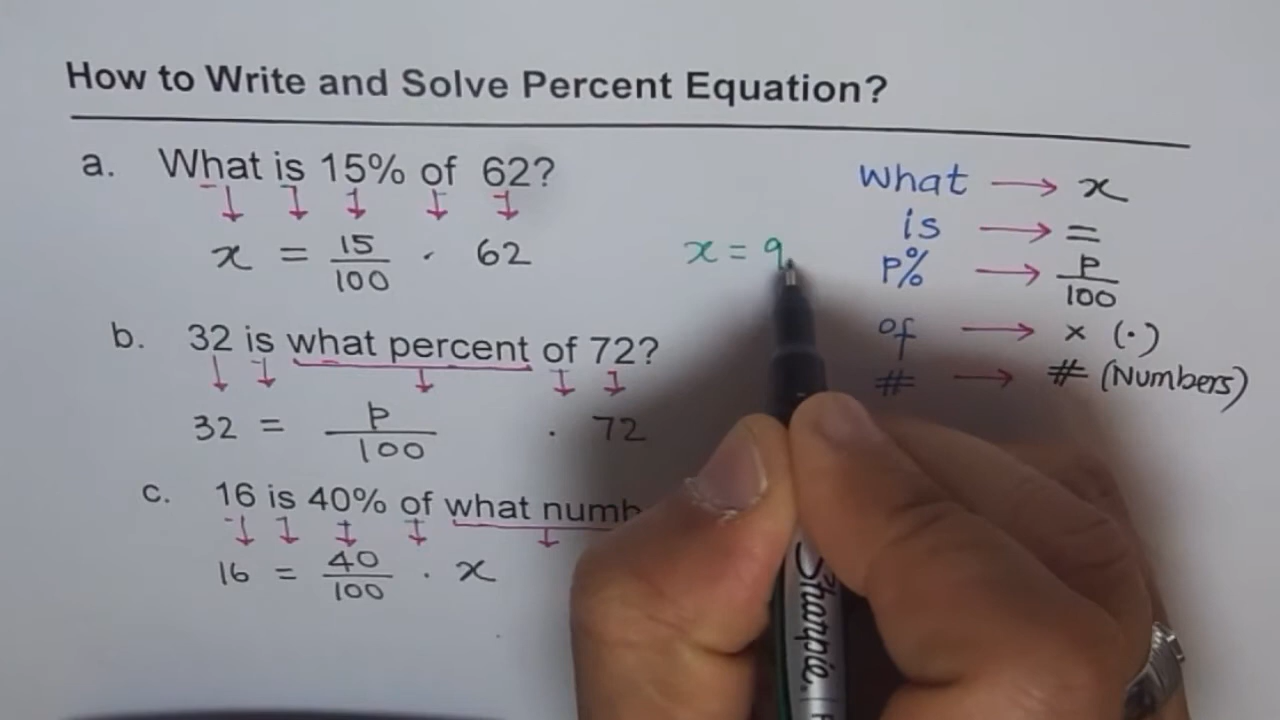 How to Write and Solve Percent Equation?
a. What is 15% of 62?
x = 15/100 · 62
x = 9
b. 32 is what percent of 72?
32 = p/100 · 72
c. 16 is 40% of what numb
16 = 40/100 · x
what → x
is → =
P% → P/100
of → × (·)
# → # (Numbers)
Sharpie.